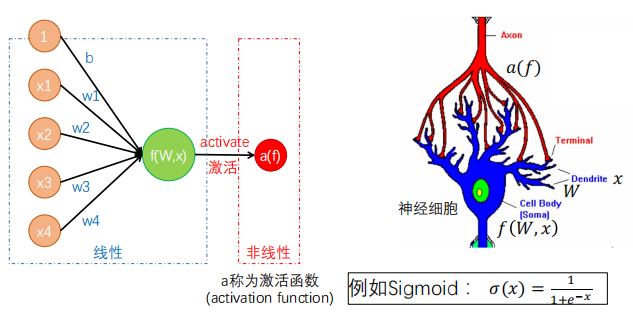 1
b
x1
w1
x2
w2
f(W,x)
activate
激活
a(f)
x3
w3
x4
w4
线性
非线性
a称为激活函数
(activation function)
Axon
a(f)
Terminal
Dendrite
x
W
神经细胞
Cell Body
(Soma)
f(W, x)
例如Sigmoid： σ(x) = 1 / 1+e^{-x}